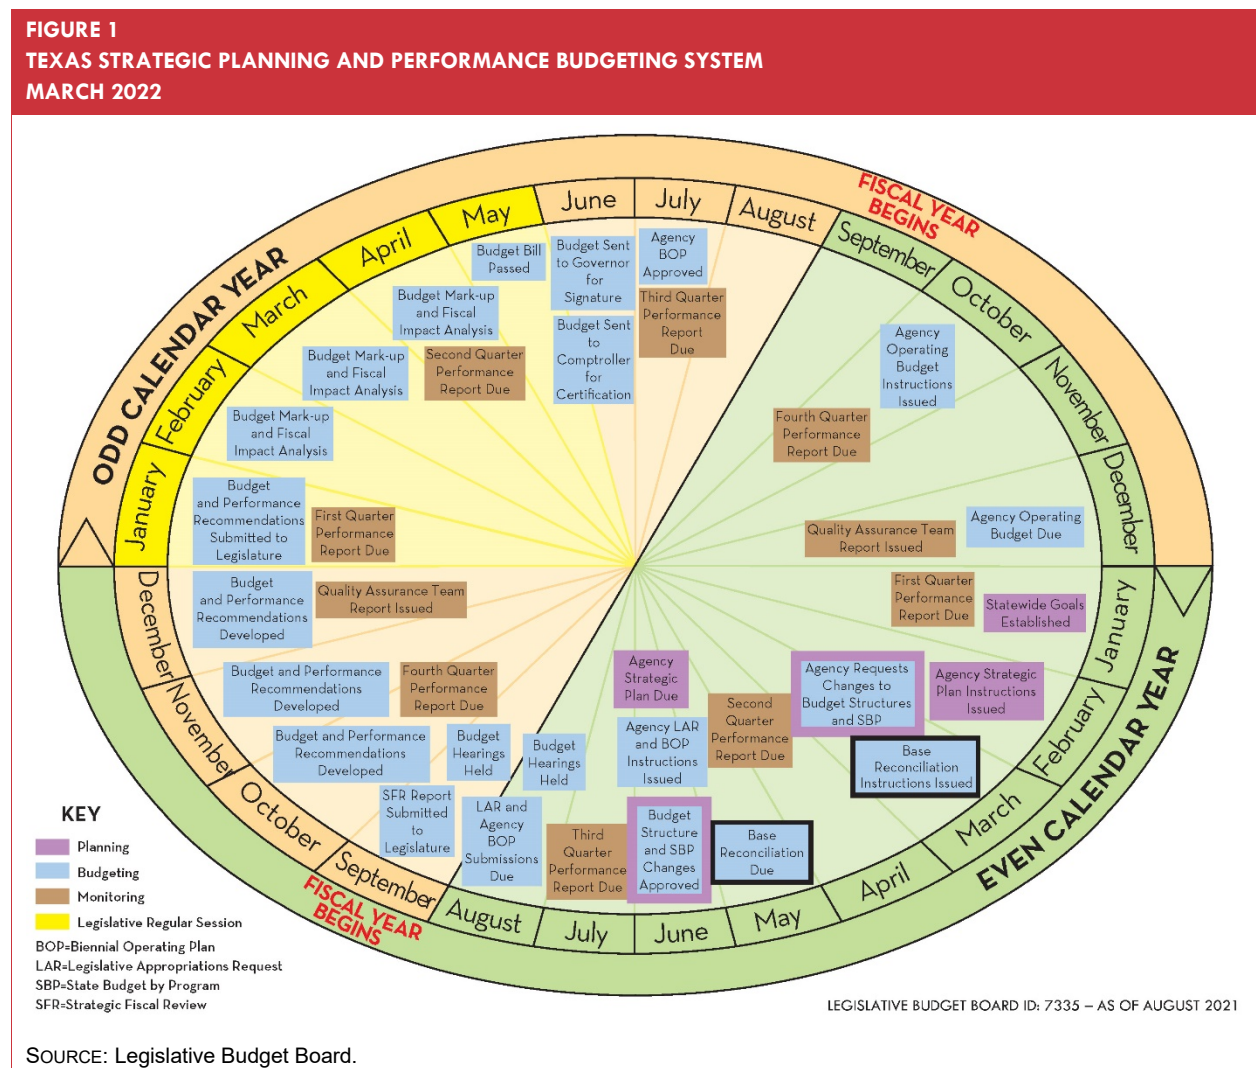 FIGURE 1
TEXAS STRATEGIC PLANNING AND PERFORMANCE BUDGETING SYSTEM
MARCH 2022
ODD CALENDAR YEAR
January
February
March
April
May
June
July
August
FISCAL YEAR
BEGINS
September
October
November
December
Budget Bill
Passed
Budget Sent
to Governor
for
Signature
Agency
BOP
Approved
Budget Mark-up
and Fiscal
Impact Analysis
Budget Sent
to
Comptroller
for
Certification
Third Quarter
Performance
Report
Due
Budget Mark-up
and Fiscal
Impact Analysis
Second Quarter
Performance
Report Due
Agency
Operating
Budget
Instructions
Issued
Budget Mark-up
and Fiscal
Impact Analysis
Fourth Quarter
Performance
Report Due
Budget
and Performance
Recommendations
Submitted to
Legislature
First Quarter
Performance
Report Due
Quality Assurance Team
Report Issued
Agency Operating
Budget Due
Budget
and Performance
Recommendations
Developed
Quality Assurance Team
Report Issued
First Quarter
Performance
Report Due
Statewide Goals
Established
Budget and Performance
Recommendations
Developed
Fourth Quarter
Performance
Report Due
Agency
Strategic
Plan Due
Second
Quarter
Performance
Report Due
Agency Requests
Changes to
Budget Structures
and SBP
Agency Strategic
Plan Instructions
Issued
Budget and Performance
Recommendations
Developed
Budget
Hearings
Held
Budget
Hearings
Held
Agency LAR
and BOP
Instructions
Issued
Base
Reconciliation
Instructions Issued
SFR Report
Submitted
to
Legislature
LAR and
Agency
BOP
Submissions
Due
Third
Quarter
Performance
Report Due
Budget
Structure
and SBP
Changes
Approved
Base
Reconciliation
Due
December
November
October
September
FISCAL YEAR
BEGINS
August
July
June
May
April
March
February
January
EVEN CALENDAR YEAR
KEY
Planning
Budgeting
Monitoring
Legislative Regular Session
BOP=Biennial Operating Plan
LAR=Legislative Appropriations Request
SBP=State Budget by Program
SFR=Strategic Fiscal Review
LEGISLATIVE BUDGET BOARD ID: 7335 – AS OF AUGUST 2021
SOURCE: Legislative Budget Board.